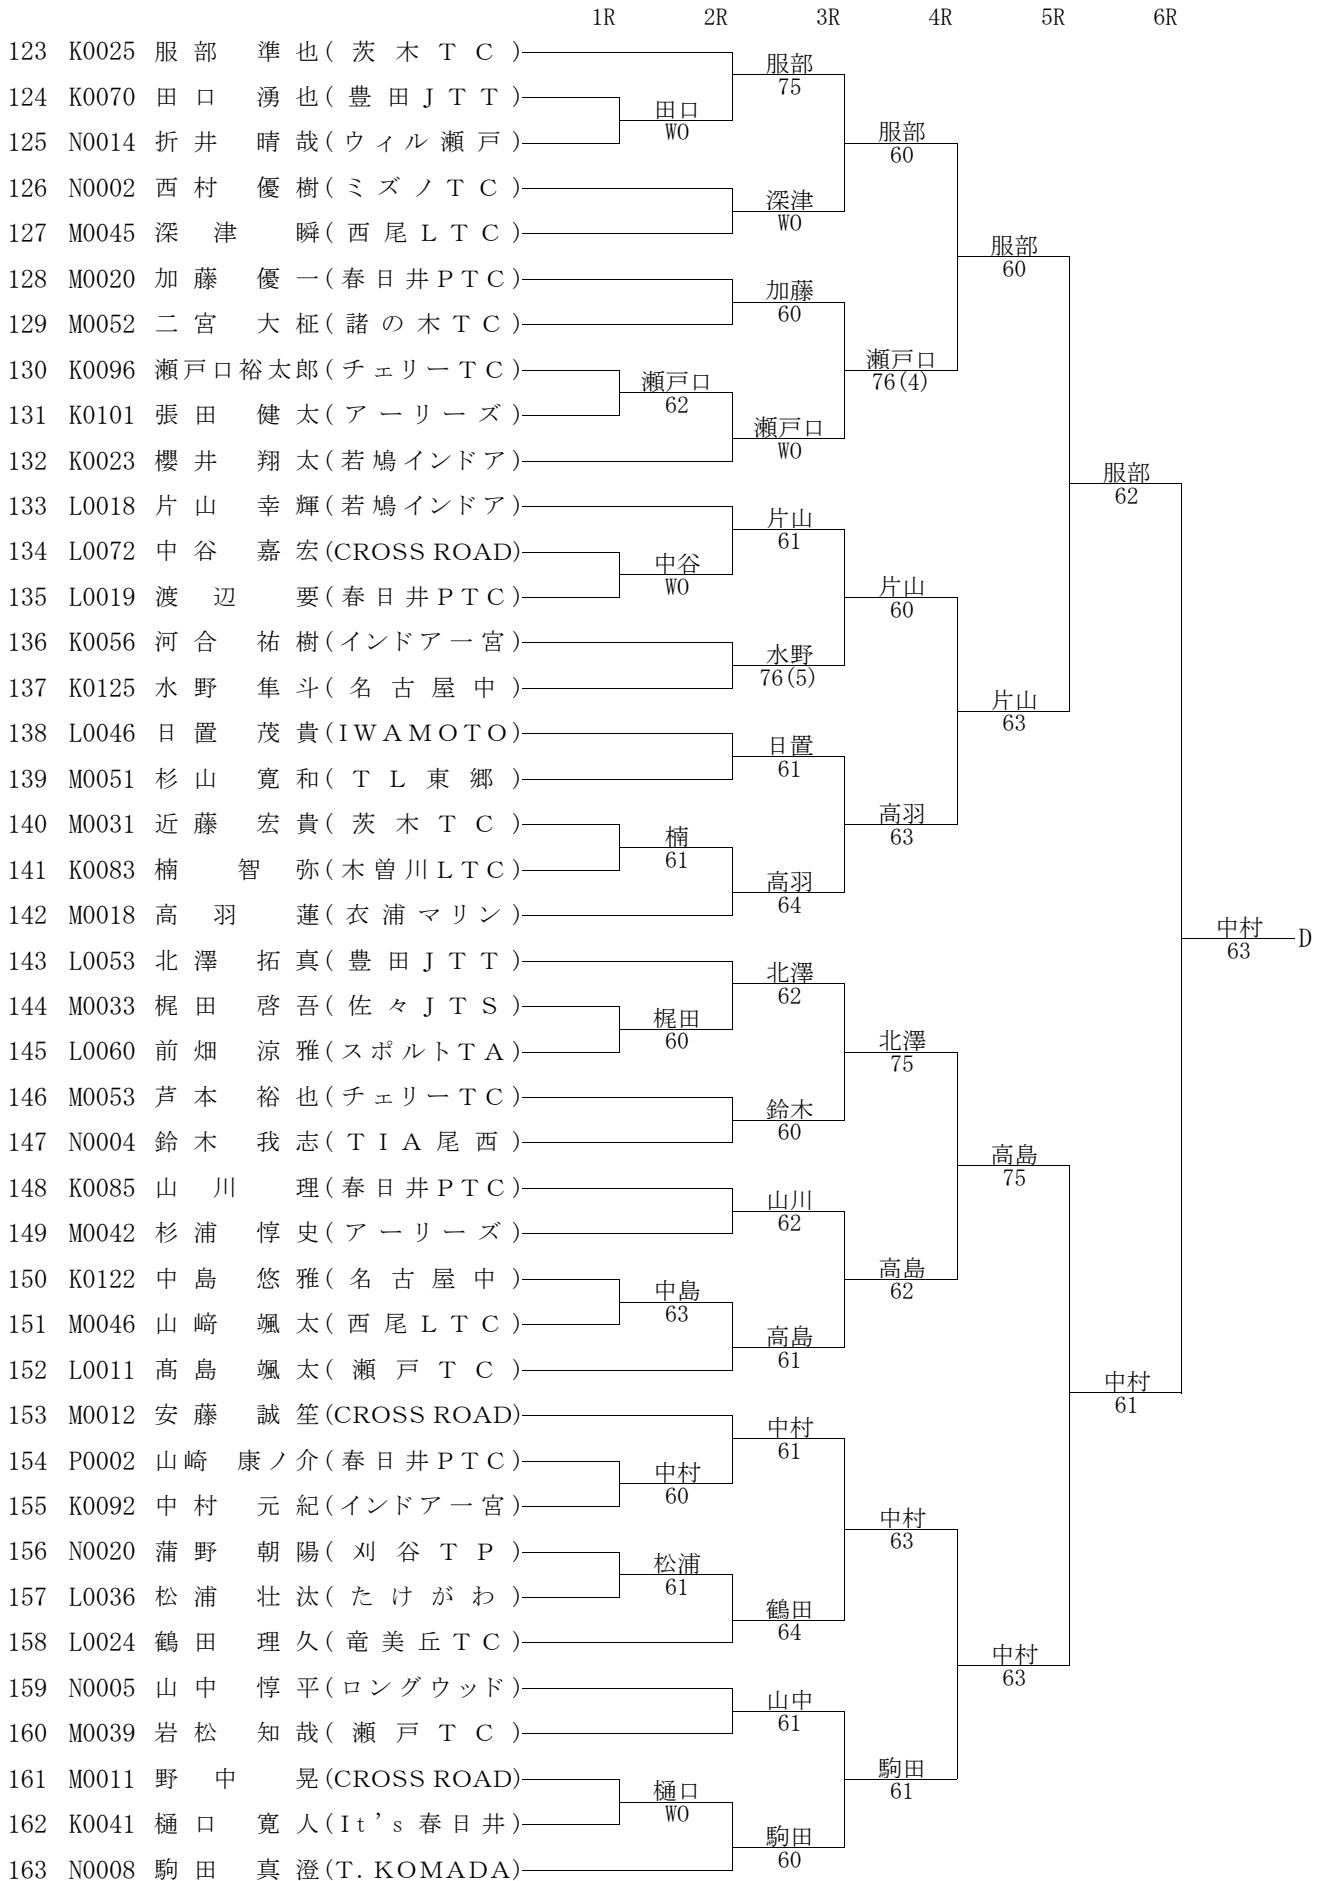 1R 2R 3R 4R 5R 6R
123 K0025 服部 準也(茨木TC)
服部
75
124 K0070 田口 湧也(豊田JTT)
田口
WO
125 N0014 折井 晴哉(ウィル瀬戸)
服部
60
126 N0002 西村 優樹(ミズノTC)
深津
WO
127 M0045 深津 瞬(西尾LTC)
服部
60
128 M0020 加藤 優一(春日井PTC)
加藤
60
129 M0052 二宮 大柾(諸の木TC)
瀬戸口
76(4)
130 K0096 瀬戸口裕太郎(チェリーTC)
瀬戸口
62
131 K0101 張田 健太(アーリーズ)
瀬戸口
WO
132 K0023 櫻井 翔太(若鳩インドア)
服部
62
133 L0018 片山 幸輝(若鳩インドア)
片山
61
134 L0072 中谷 嘉宏(CROSS ROAD)
中谷
WO
135 L0019 渡辺 要(春日井PTC)
片山
60
136 K0056 河合 祐樹(インドア一宮)
水野
76(5)
137 K0125 水野 隼斗(名古屋中)
片山
63
138 L0046 日置 茂貴(IWAMOTO)
日置
61
139 M0051 杉山 寛和(TL東郷)
高羽
63
140 M0031 近藤 宏貴(茨木TC)
楠
61
141 K0083 楠 智弥(木曽川LTC)
高羽
64
142 M0018 高羽 蓮(衣浦マリン)
中村
63
D
143 L0053 北澤 拓真(豊田JTT)
北澤
62
144 M0033 梶田 啓吾(佐々JTS)
梶田
60
145 L0060 前畑 涼雅(スポルトTA)
北澤
75
146 M0053 芦本 裕也(チェリーTC)
鈴木
60
147 N0004 鈴木 我志(TIA尾西)
高島
75
148 K0085 山川 理(春日井PTC)
山川
62
149 M0042 杉浦 惇史(アーリーズ)
高島
62
150 K0122 中島 悠雅(名古屋中)
中島
63
151 M0046 山﨑 颯太(西尾LTC)
高島
61
152 L0011 髙島 颯太(瀬戸TC)
中村
61
153 M0012 安藤 誠笙(CROSS ROAD)
中村
61
154 P0002 山崎 康ノ介(春日井PTC)
中村
60
155 K0092 中村 元紀(インドア一宮)
中村
63
156 N0020 蒲野 朝陽(刈谷TP)
松浦
61
157 L0036 松浦 壮汰(たけがわ)
鶴田
64
158 L0024 鶴田 理久(竜美丘TC)
中村
63
159 N0005 山中 惇平(ロングウッド)
山中
61
160 M0039 岩松 知哉(瀬戸TC)
駒田
61
161 M0011 野中 晃(CROSS ROAD)
樋口
WO
162 K0041 樋口 寛人(It's春日井)
駒田
60
163 N0008 駒田 真澄(T.KOMADA)